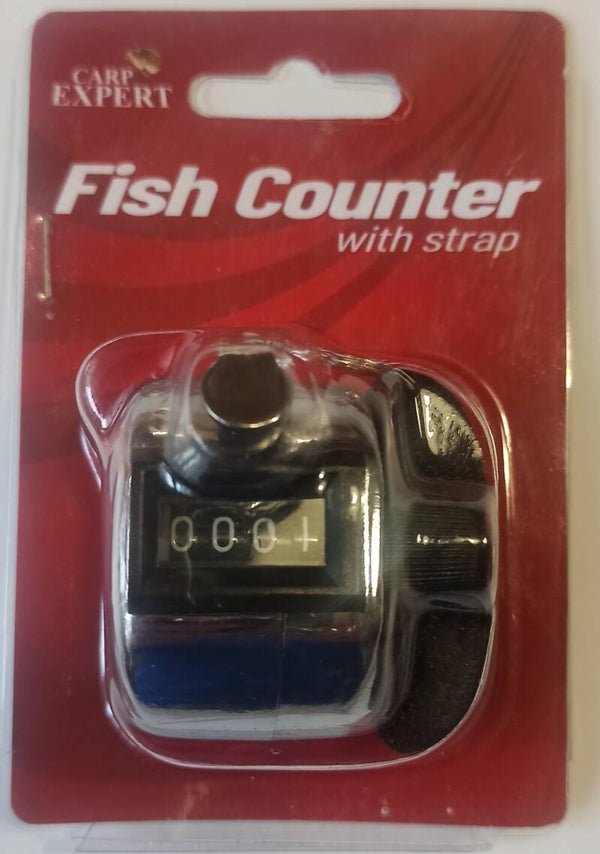 CARP
EXPERT
Fish Counter
with strap
0001